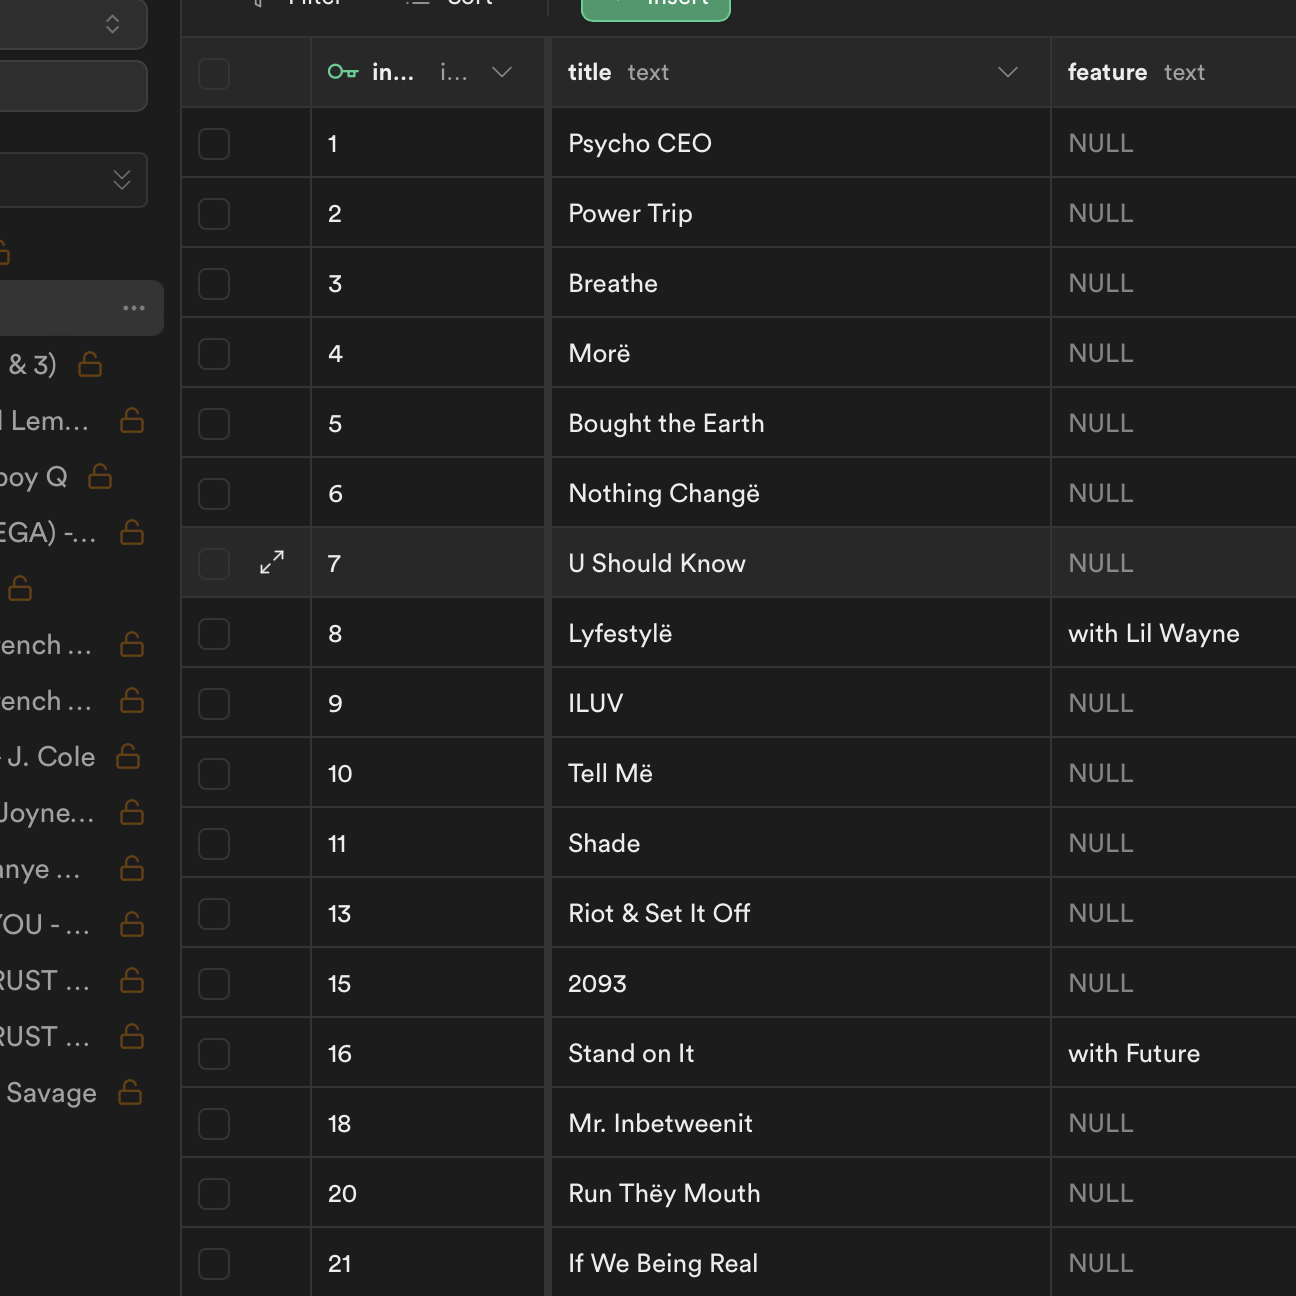 Filter Sort Insert
in... i... title text feature text
1 Psycho CEO NULL
2 Power Trip NULL
3 Breathe NULL
4 Morë NULL
5 Bought the Earth NULL
6 Nothing Changë NULL
7 U Should Know NULL
8 Lyfestylë with Lil Wayne
9 ILUV NULL
10 Tell Më NULL
11 Shade NULL
13 Riot & Set It Off NULL
15 2093 NULL
16 Stand on It with Future
18 Mr. Inbetweenit NULL
20 Run Thëy Mouth NULL
21 If We Being Real NULL
& 3)
Lem...
boy Q
EGA) -...
ench ...
ench ...
- J. Cole
Joyne...
anye ...
YOU - ...
RUST ...
RUST ...
Savage